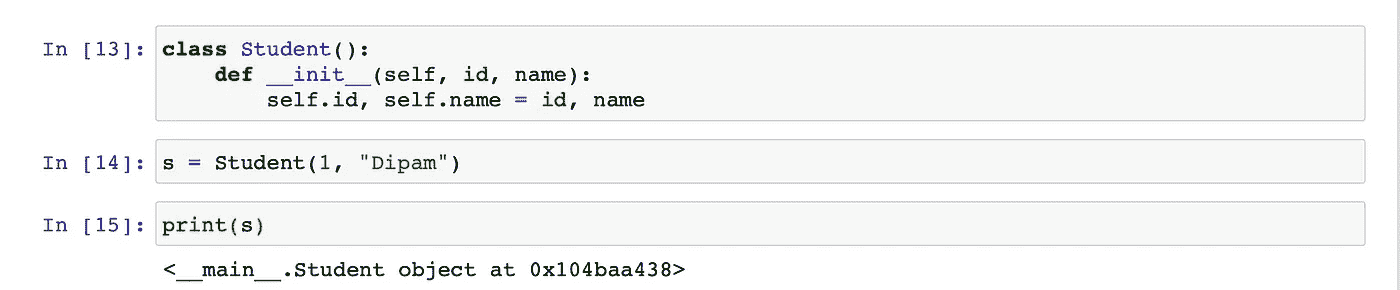 In [13]: class Student():
def __init__(self, id, name):
self.id, self.name = id, name
In [14]: s = Student(1, "Dipam")
In [15]: print(s)
<__main__.Student object at 0x104baa438>